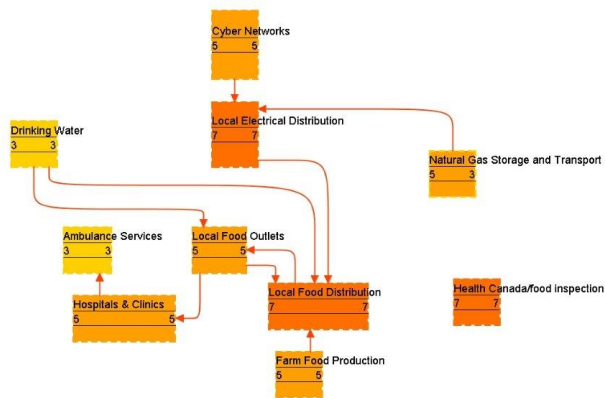 Cyber Networks
5 5
Local Electrical Distribution
7 7
Drinking Water
3 3
Natural Gas Storage and Transport
5 3
Ambulance Services
3 3
Local Food Outlets
5 5
Hospitals & Clinics
5 5
Local Food Distribution
7 7
Health Canada/food inspection
7 7
Farm Food Production
5 5